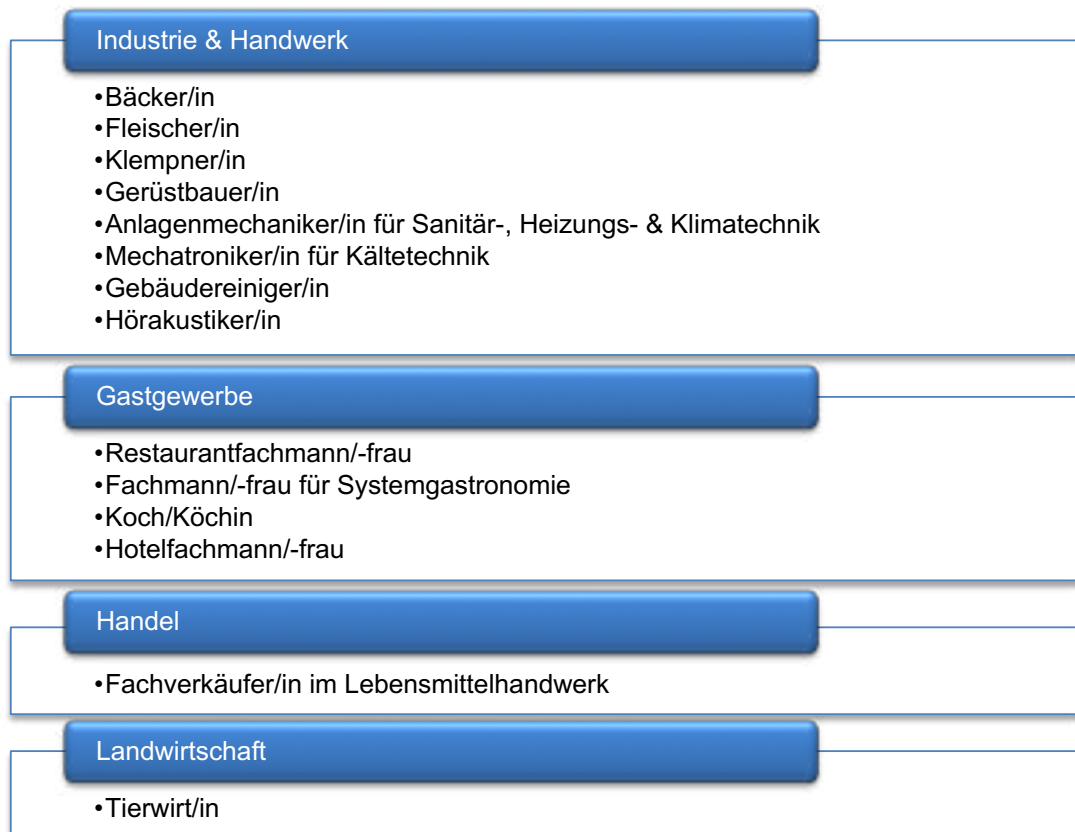 Industrie & Handwerk
•Bäcker/in
•Fleischer/in
•Klempner/in
•Gerüstbauer/in
•Anlagenmechaniker/in für Sanitär-, Heizungs- & Klimatechnik
•Mechatroniker/in für Kältetechnik
•Gebäudereiniger/in
•Hörakustiker/in
Gastgewerbe
•Restaurantfachmann/-frau
•Fachmann/-frau für Systemgastronomie
•Koch/Köchin
•Hotelfachmann/-frau
Handel
•Fachverkäufer/in im Lebensmittelhandwerk
Landwirtschaft
•Tierwirt/in